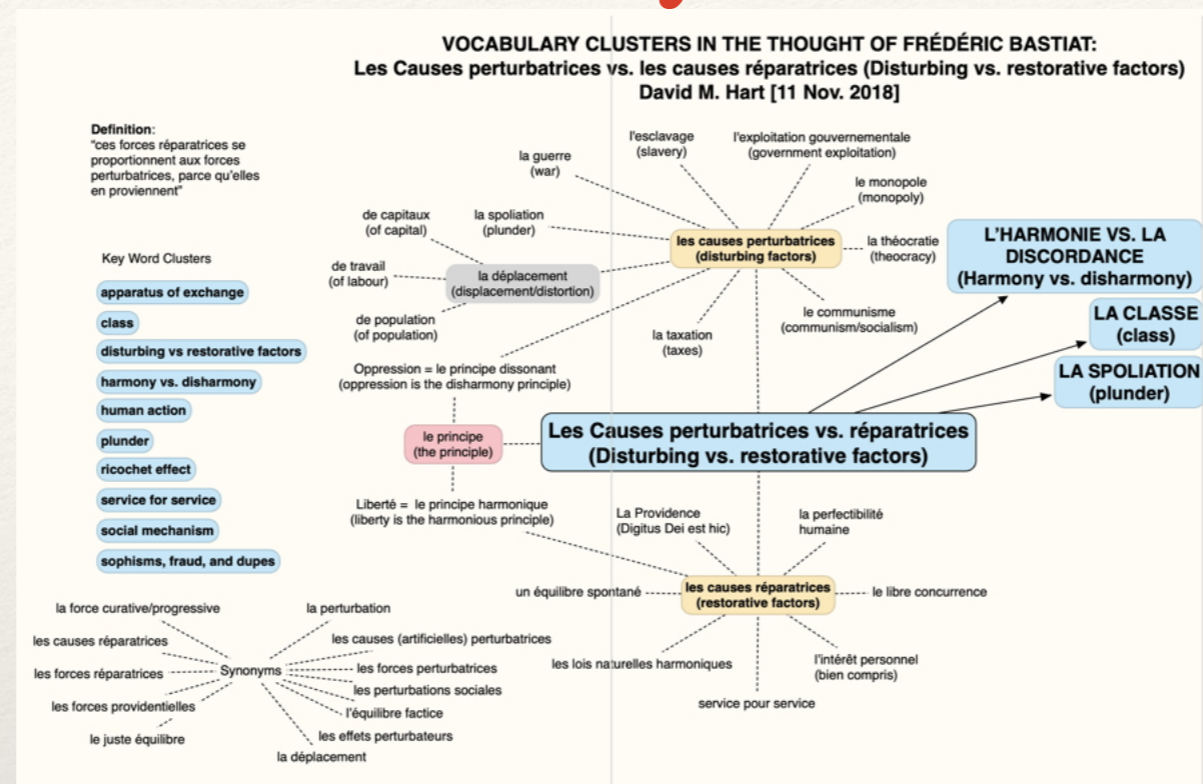 VOCABULARY CLUSTERS IN THE THOUGHT OF FRÉDÉRIC BASTIAT:
Les Causes perturbatrices vs. les causes réparatrices (Disturbing vs. restorative factors)
David M. Hart [11 Nov. 2018]
Definition:
"ces forces réparatrices se
proportionnent aux forces
perturbatrices, parce qu'elles
en proviennent"
Key Word Clusters
apparatus of exchange
class
disturbing vs restorative factors
harmony vs. disharmony
human action
plunder
ricochet effect
service for service
social mechanism
sophisms, fraud, and dupes
la guerre
(war)
l'esclavage
(slavery)
l'exploitation gouvernementale
(government exploitation)
le monopole
(monopoly)
de capitaux
(of capital)
la spoliation
(plunder)
les causes perturbatrices
(disturbing factors)
la théocratie
(theocracy)
L'HARMONIE VS. LA
DISCORDANCE
(Harmony vs. disharmony)
de travail
(of labour)
la déplacement
(displacement/distortion)
de population
(of population)
la taxation
(taxes)
le communisme
(communism/socialism)
LA CLASSE
(class)
LA SPOLIATION
(plunder)
Oppression = le principe dissonant
(oppression is the disharmony principle)
le principe
(the principle)
Les Causes perturbatrices vs. réparatrices
(Disturbing vs. restorative factors)
Liberté = le principe harmonique
(liberty is the harmonious principle)
La Providence
(Digitus Dei est hic)
la perfectibilité
humaine
un équilibre spontané
les causes réparatrices
(restorative factors)
le libre concurrence
les lois naturelles harmoniques
l'intérêt personnel
(bien compris)
service pour service
la force curative/progressive
la perturbation
les causes réparatrices
les causes (artificielles) perturbatrices
les forces réparatrices
Synonyms
les forces perturbatrices
les perturbations sociales
les forces providentielles
l'équilibre factice
le juste équilibre
les effets perturbateurs
la déplacement